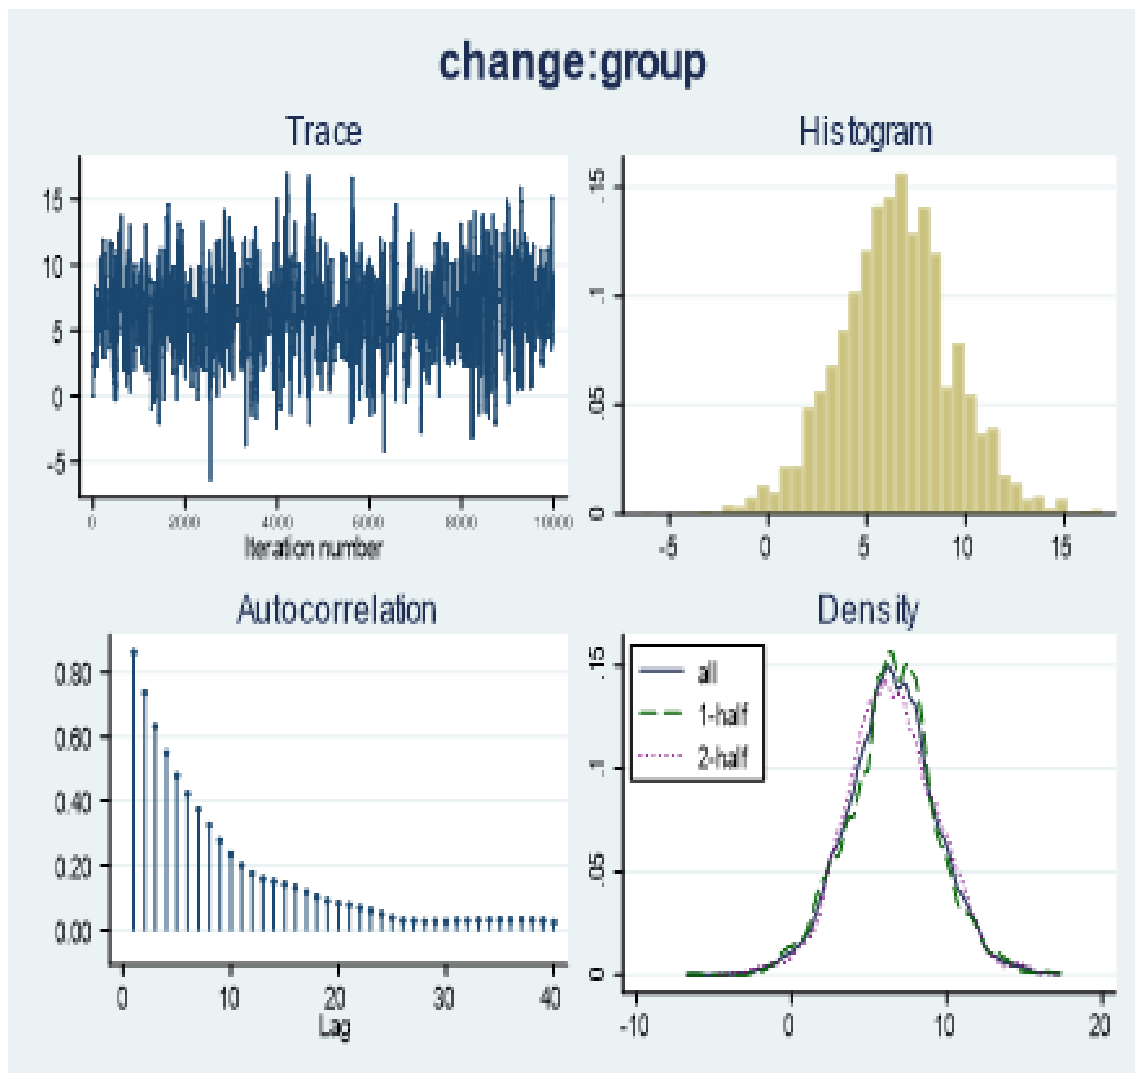 change:group
Trace
15
10
5
0
-5
0 2000 4000 6000 8000 10000
Iteration number
Histogram
.15
.1
.05
0
-5 0 5 10 15
Autocorrelation
0.80
0.60
0.40
0.20
0.00
0 10 20 30 40
Lag
Density
.15
.1
.05
0
all
1-half
2-half
-10 0 10 20